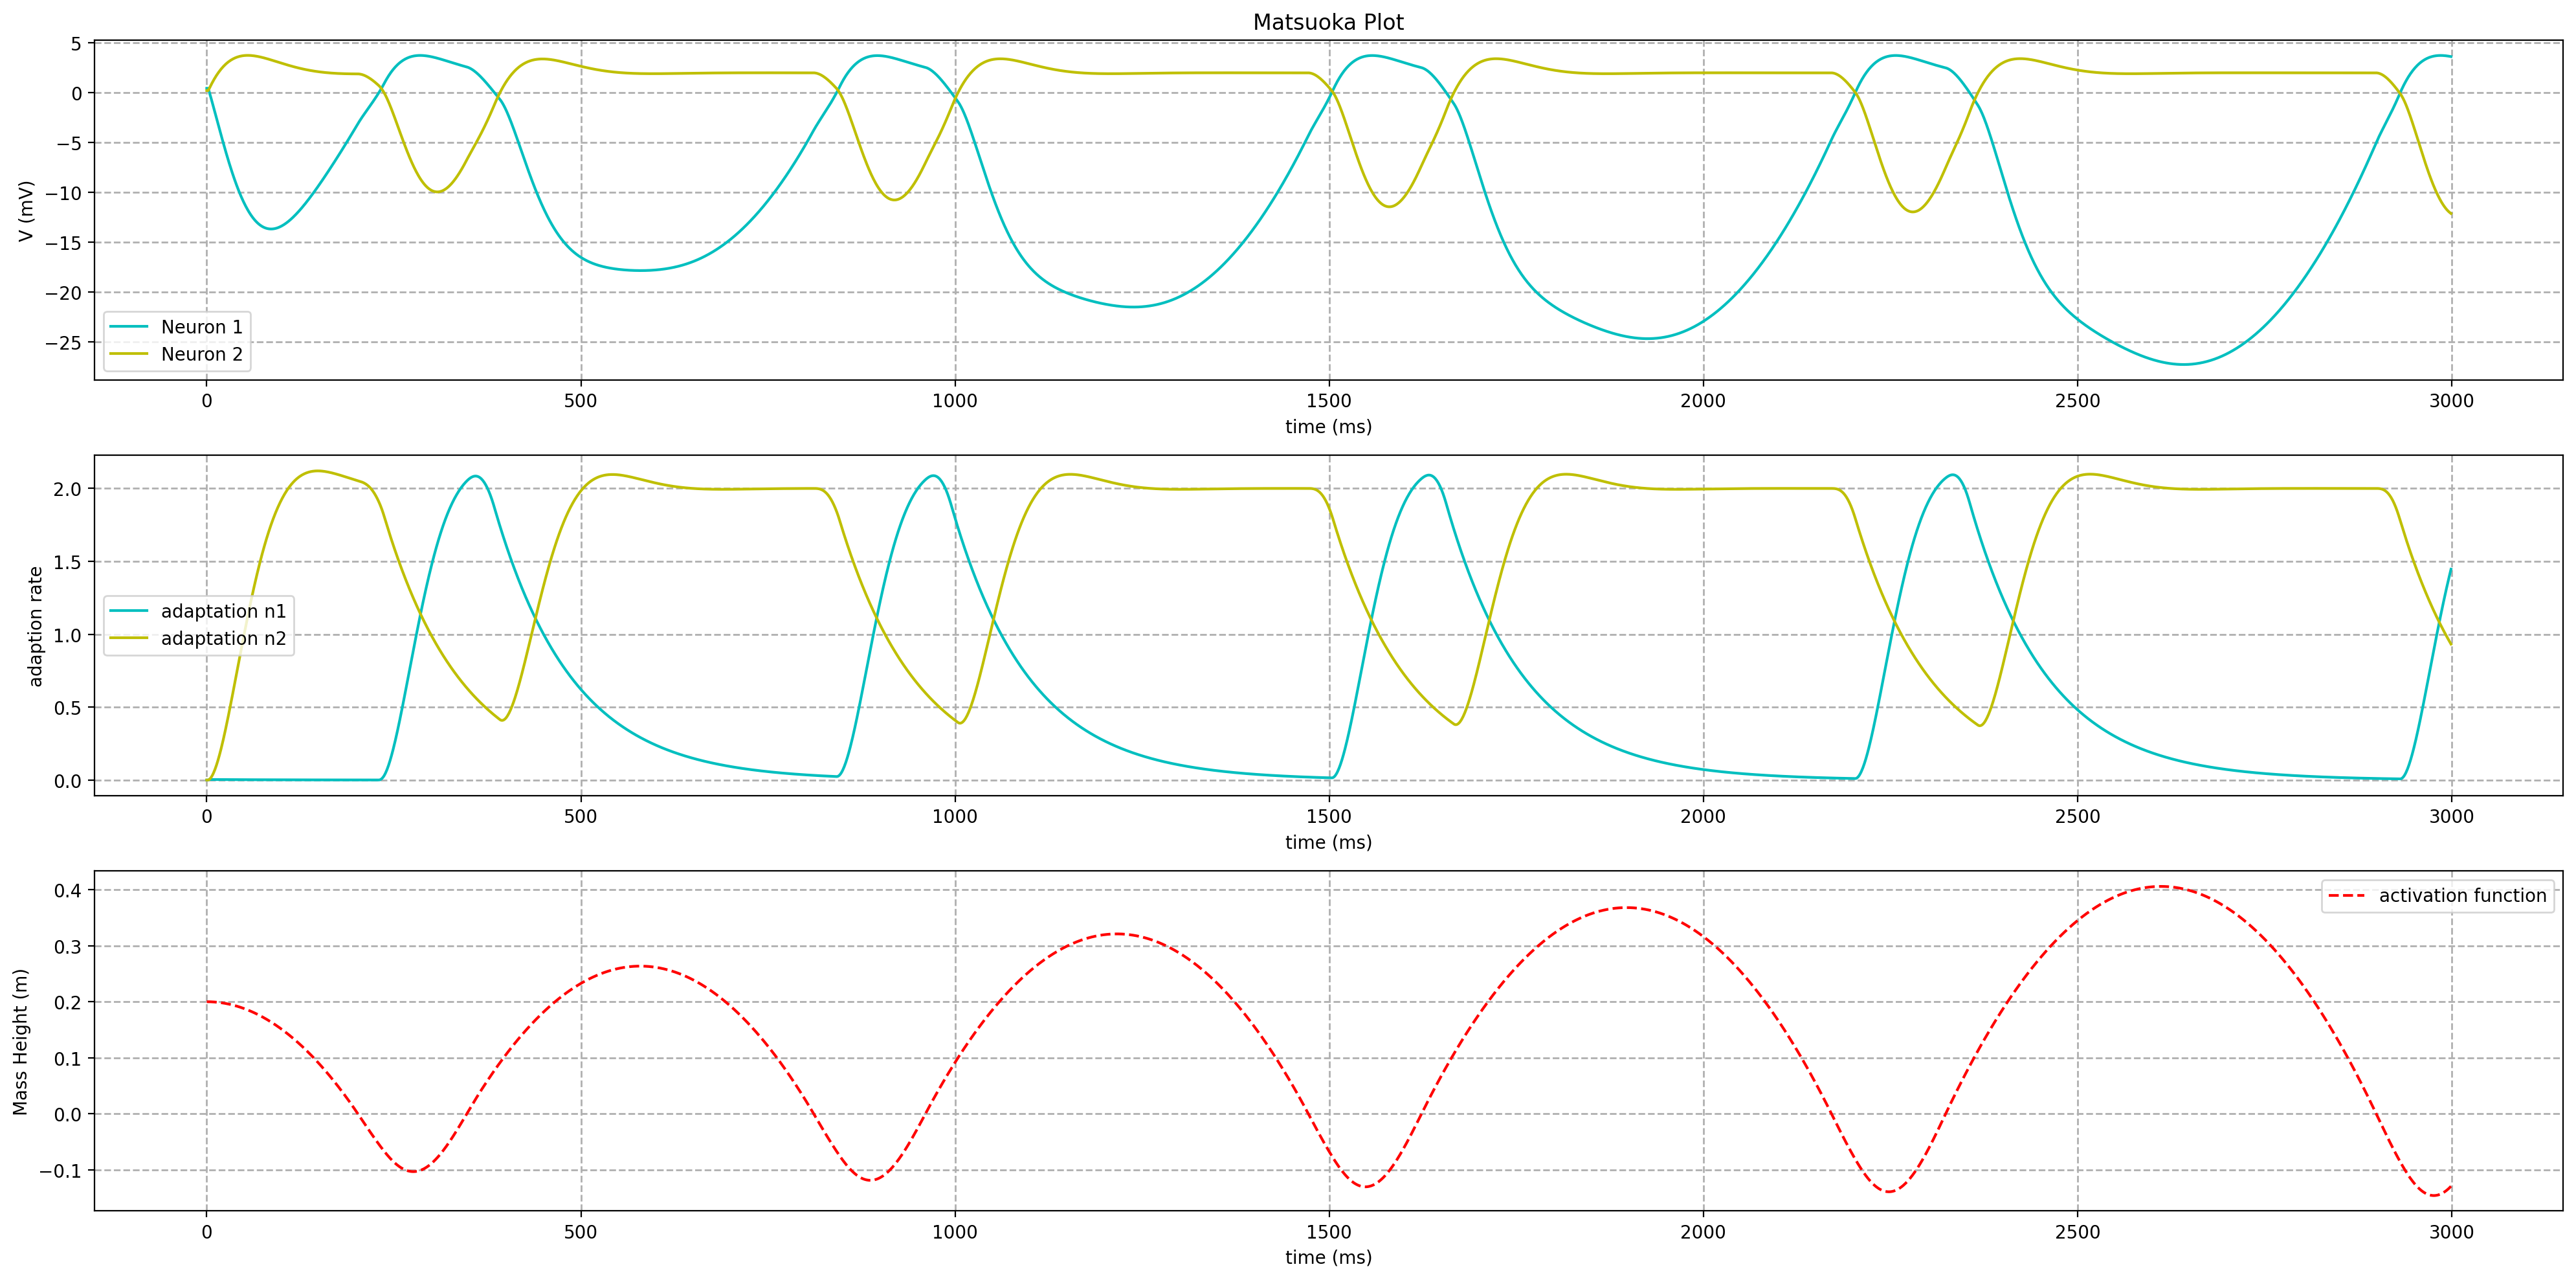 Matsuoka Plot
5
0
−5
−10
−15
−20
−25
V (mV)
Neuron 1
Neuron 2
0 500 1000 1500 2000 2500 3000
time (ms)
2.0
1.5
1.0
0.5
0.0
adaption rate
adaptation n1
adaptation n2
0 500 1000 1500 2000 2500 3000
time (ms)
0.4
0.3
0.2
0.1
0.0
−0.1
Mass Height (m)
activation function
0 500 1000 1500 2000 2500 3000
time (ms)